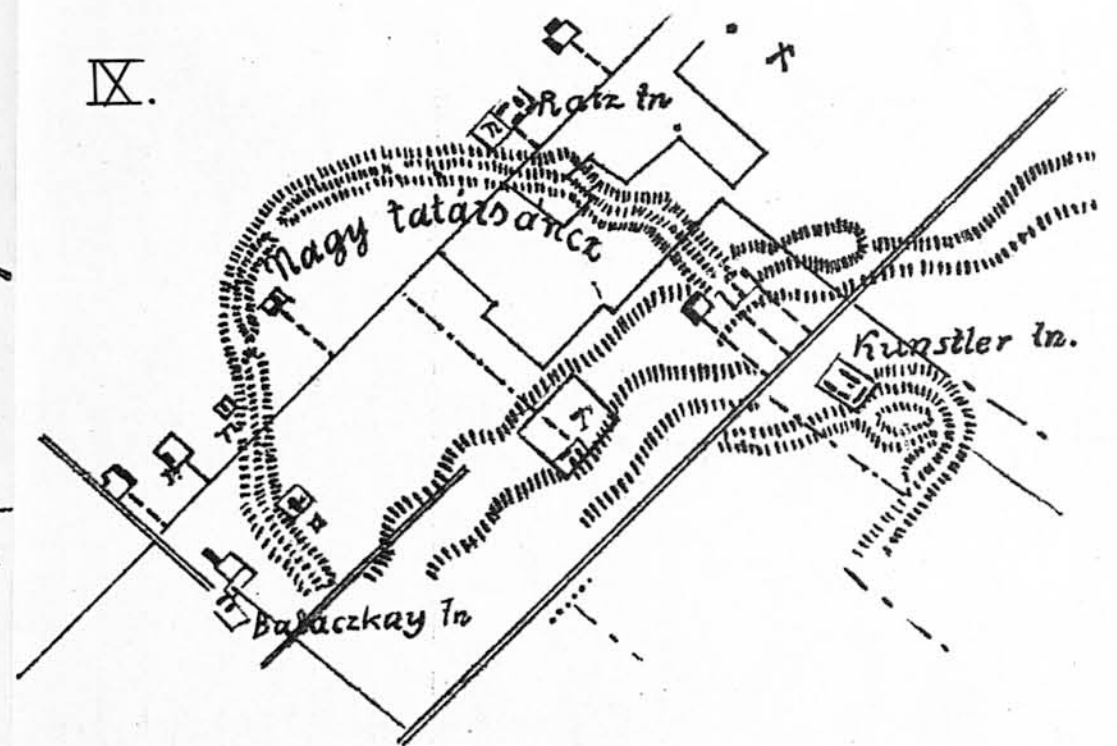 IX.
Ratz tn
Nagy tatársáncz
Kunstler tn.
Balaczkay tn